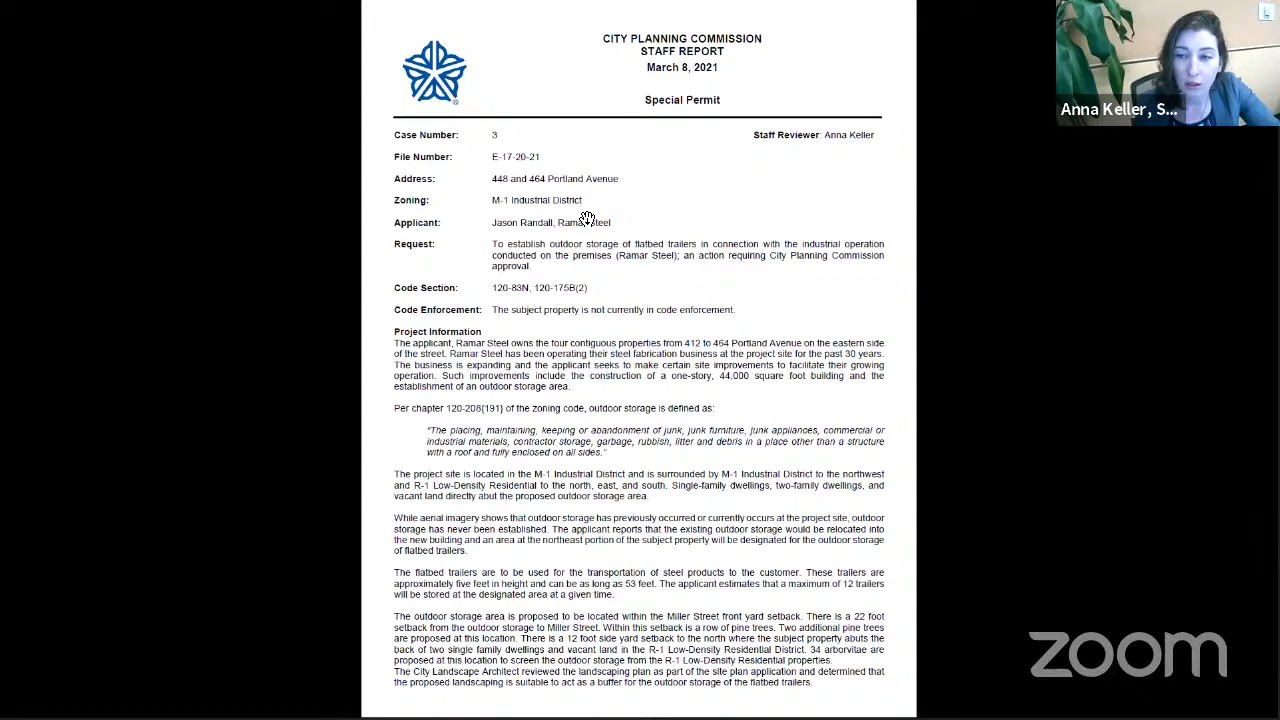 CITY PLANNING COMMISSION
STAFF REPORT
March 8, 2021
Special Permit
Case Number: 3 Staff Reviewer: Anna Keller
File Number: E-17-20-21
Address: 448 and 464 Portland Avenue
Zoning: M-1 Industrial District
Applicant: Jason Randall, Ramar Steel
Request: To establish outdoor storage of flatbed trailers in connection with the industrial operation
conducted on the premises (Ramar Steel); an action requiring City Planning Commission
approval.
Code Section: 120-83N, 120-175B(2)
Code Enforcement: The subject property is not currently in code enforcement.
Project Information
The applicant, Ramar Steel owns the four contiguous properties from 412 to 464 Portland Avenue on the eastern side
of the street. Ramar Steel has been operating their steel fabrication business at the project site for the past 30 years.
The business is expanding and the applicant seeks to make certain site improvements to facilitate their growing
operation. Such improvements include the construction of a one-story, 44,000 square foot building and the
establishment of an outdoor storage area.
Per chapter 120-208{191} of the zoning code, outdoor storage is defined as:
"The placing, maintaining, keeping or abandonment of junk, junk furniture, junk appliances, commercial or
industrial materials, contractor storage, garbage, rubbish, litter and debris in a place other than a structure
with a roof and fully enclosed on all sides."
The project site is located in the M-1 Industrial District and is surrounded by M-1 Industrial District to the northwest
and R-1 Low-Density Residential to the north, east, and south. Single-family dwellings, two-family dwellings, and
vacant land directly abut the proposed outdoor storage area.
While aerial imagery shows that outdoor storage has previously occurred or currently occurs at the project site, outdoor
storage has never been established. The applicant reports that the existing outdoor storage would be relocated into
the new building and an area at the northeast portion of the subject property will be designated for the outdoor storage
of flatbed trailers.
The flatbed trailers are to be used for the transportation of steel products to the customer. These trailers are
approximately five feet in height and can be as long as 53 feet. The applicant estimates that a maximum of 12 trailers
will be stored at the designated area at a given time.
The outdoor storage area is proposed to be located within the Miller Street front yard setback. There is a 22 foot
setback from the outdoor storage to Miller Street. Within this setback is a row of pine trees. Two additional pine trees
are proposed at this location. There is a 12 foot side yard setback to the north where the subject property abuts the
back of two single family dwellings and vacant land in the R-1 Low-Density Residential District. 34 arborvitae are
proposed at this location to screen the outdoor storage from the R-1 Low-Density Residential properties.
The City Landscape Architect reviewed the landscaping plan as part of the site plan application and determined that
the proposed landscaping is suitable to act as a buffer for the outdoor storage of the flatbed trailers.
Anna Keller, S...
zoom